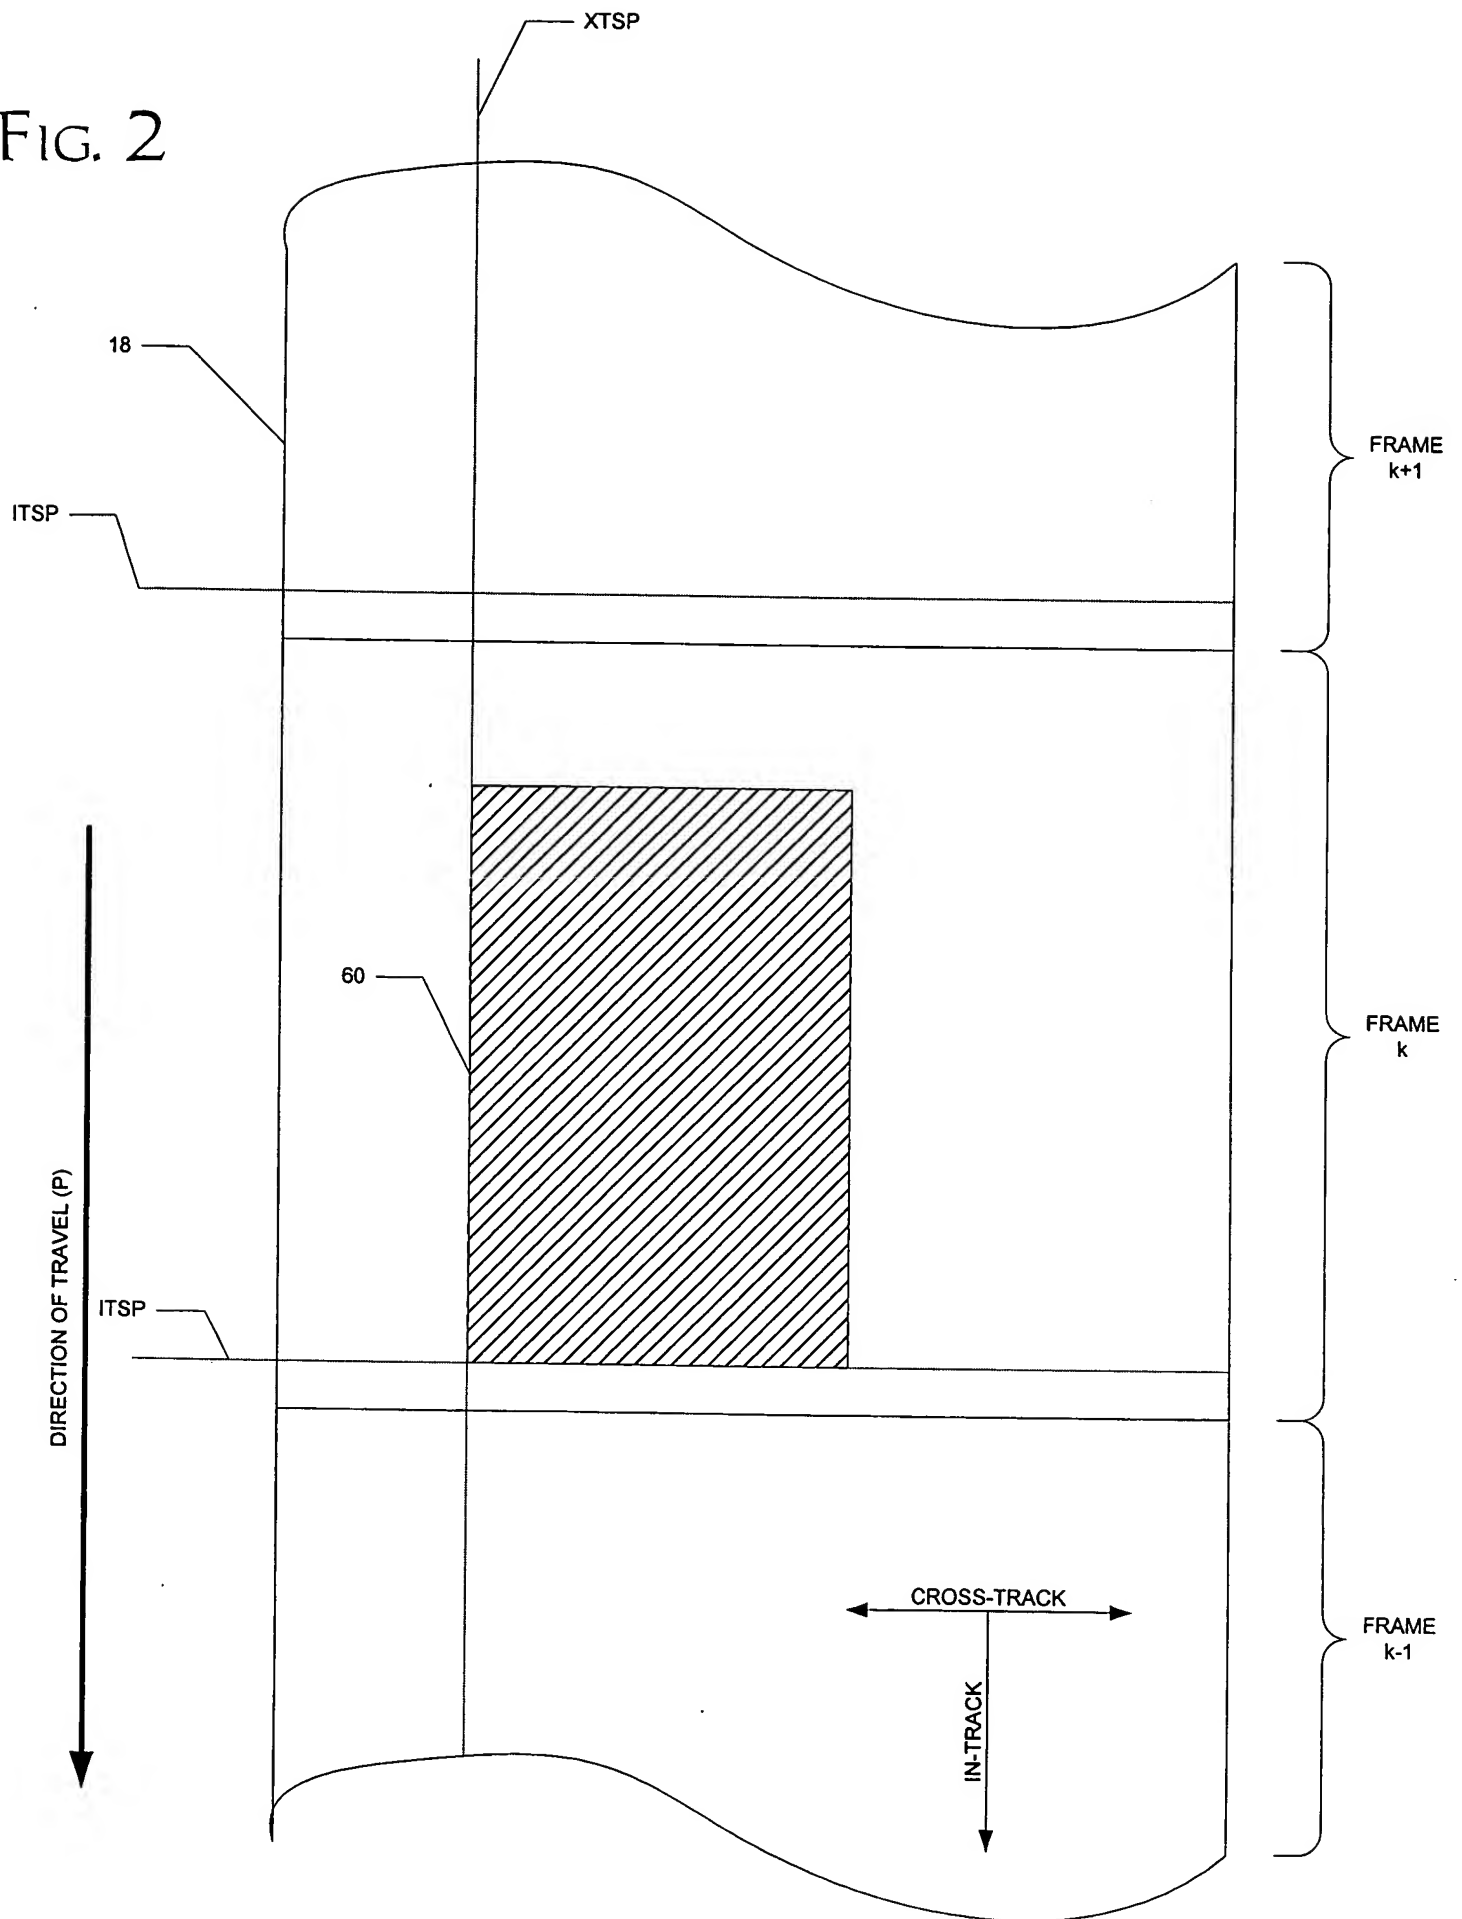 XTSP
FIG. 2
18
FRAME
k+1
ITSP
60
FRAME
k
DIRECTION OF TRAVEL (P)
ITSP
CROSS-TRACK
IN-TRACK
FRAME
k-1